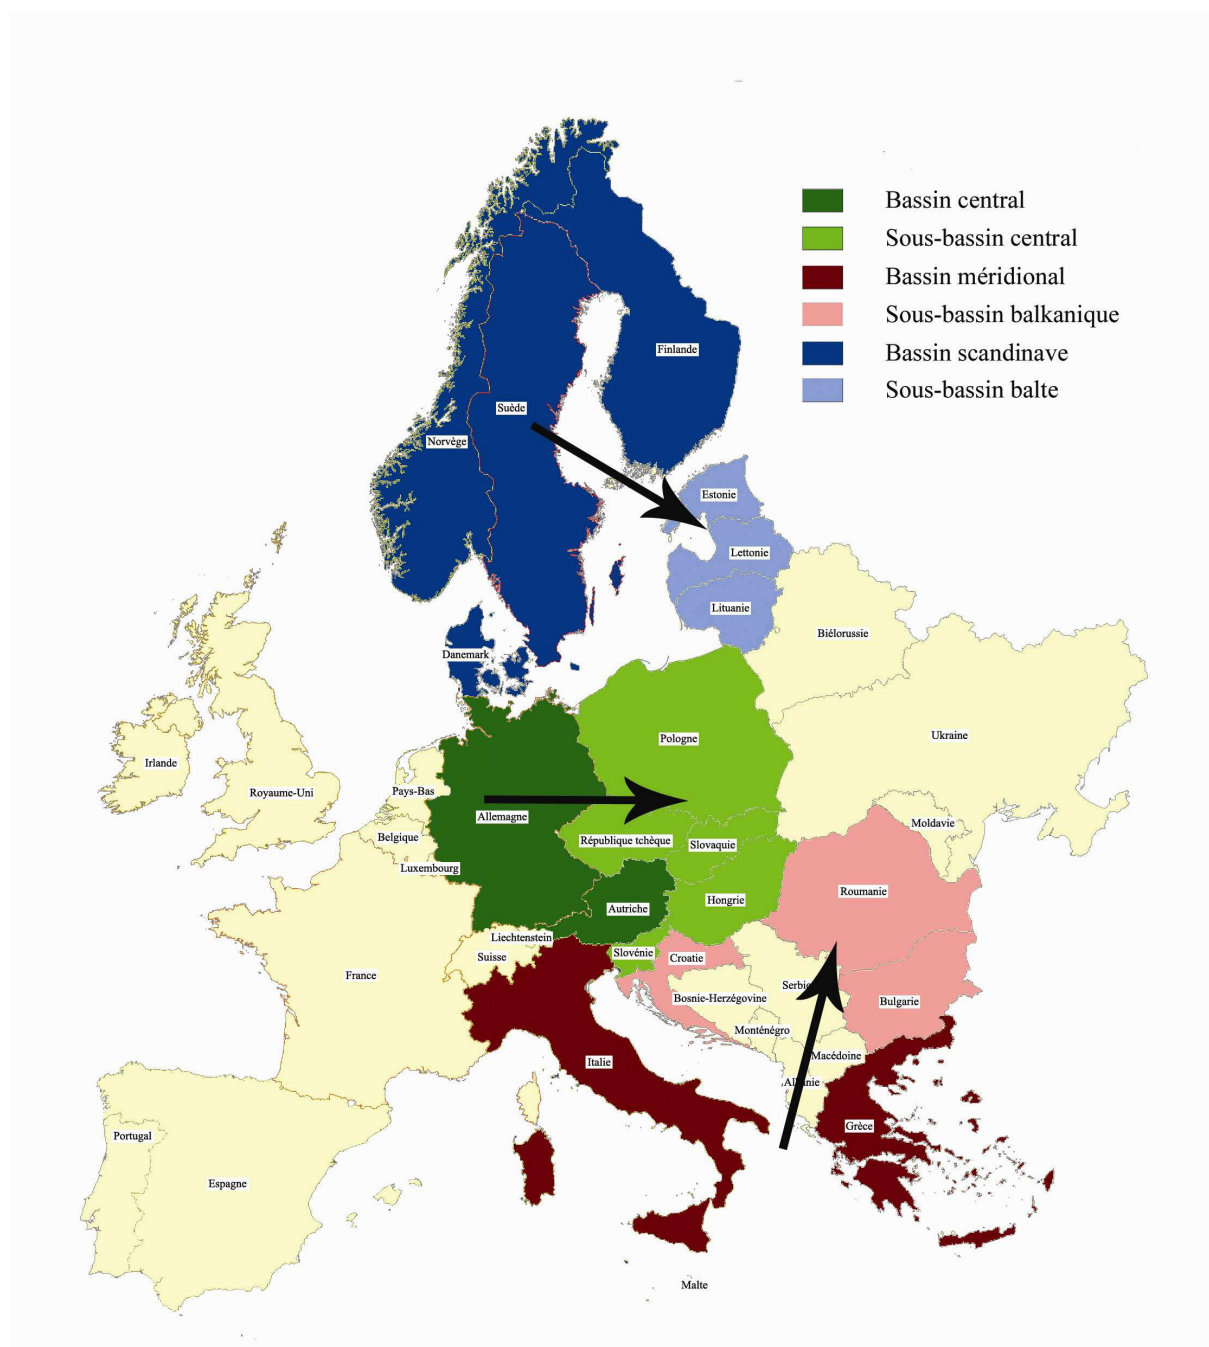 Bassin central
Sous-bassin central
Bassin méridional
Sous-bassin balkanique
Bassin scandinave
Sous-bassin balte
Finlande
Suède
Norvège
Estonie
Lettonie
Lituanie
Biélorussie
Danemark
Ukraine
Pologne
Irlande
Royaume-Uni
Pays-Bas
Allemagne
Moldavie
Belgique
République tchèque
Slovaquie
Luxembourg
Roumanie
Hongrie
Autriche
Liechtenstein
Slovénie
Suisse
Croatie
France
Serbie
Bosnie-Herzégovine
Bulgarie
Monténégro
Macédoine
Italie
Albanie
Grèce
Portugal
Espagne
Malte